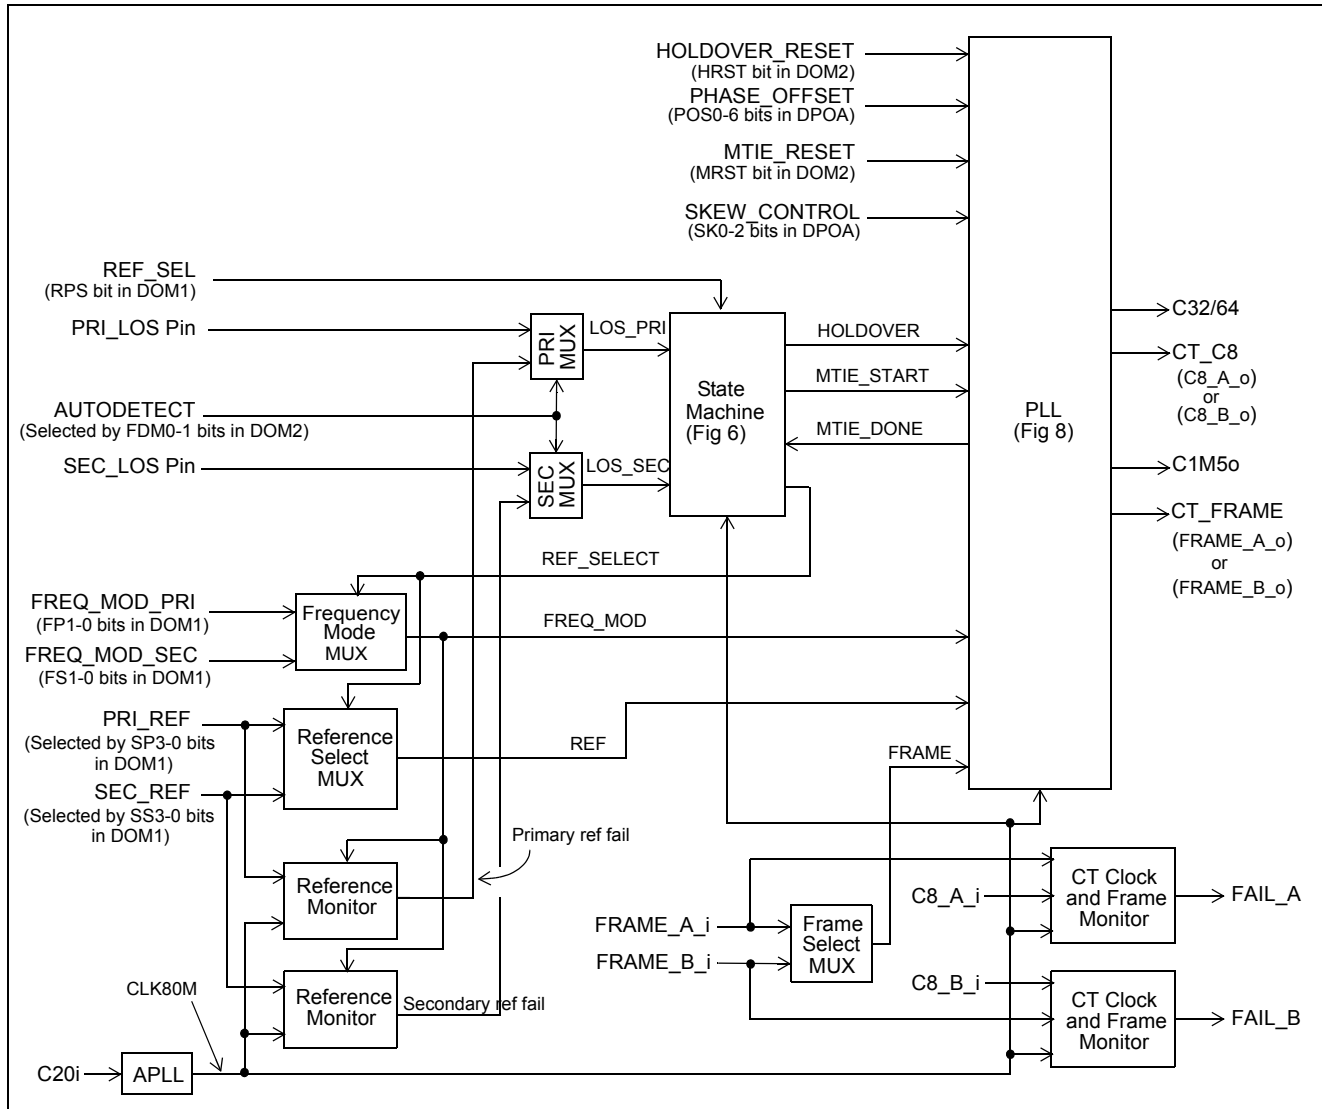 HOLDOVER_RESET
(HRST bit in DOM2)
PHASE_OFFSET
(POS0-6 bits in DPOA)
MTIE_RESET
(MRST bit in DOM2)
SKEW_CONTROL
(SK0-2 bits in DPOA)
REF_SEL
(RPS bit in DOM1)
PRI_LOS Pin
PRI
MUX
LOS_PRI
AUTODETECT
(Selected by FDM0-1 bits in DOM2)
SEC_LOS Pin
SEC
MUX
LOS_SEC
State
Machine
(Fig 6)
HOLDOVER
MTIE_START
MTIE_DONE
PLL
(Fig 8)
C32/64
CT_C8
(C8_A_o)
or
(C8_B_o)
C1M5o
CT_FRAME
(FRAME_A_o)
or
(FRAME_B_o)
REF_SELECT
FREQ_MOD_PRI
(FP1-0 bits in DOM1)
FREQ_MOD_SEC
(FS1-0 bits in DOM1)
Frequency
Mode
MUX
FREQ_MOD
PRI_REF
(Selected by SP3-0 bits
in DOM1)
SEC_REF
(Selected by SS3-0 bits
in DOM1)
Reference
Select
MUX
REF
FRAME
Primary ref fail
Reference
Monitor
Reference
Monitor
Secondary ref fail
CLK80M
C20i
APLL
FRAME_A_i
FRAME_B_i
Frame
Select
MUX
C8_A_i
CT Clock
and Frame
Monitor
FAIL_A
C8_B_i
CT Clock
and Frame
Monitor
FAIL_B